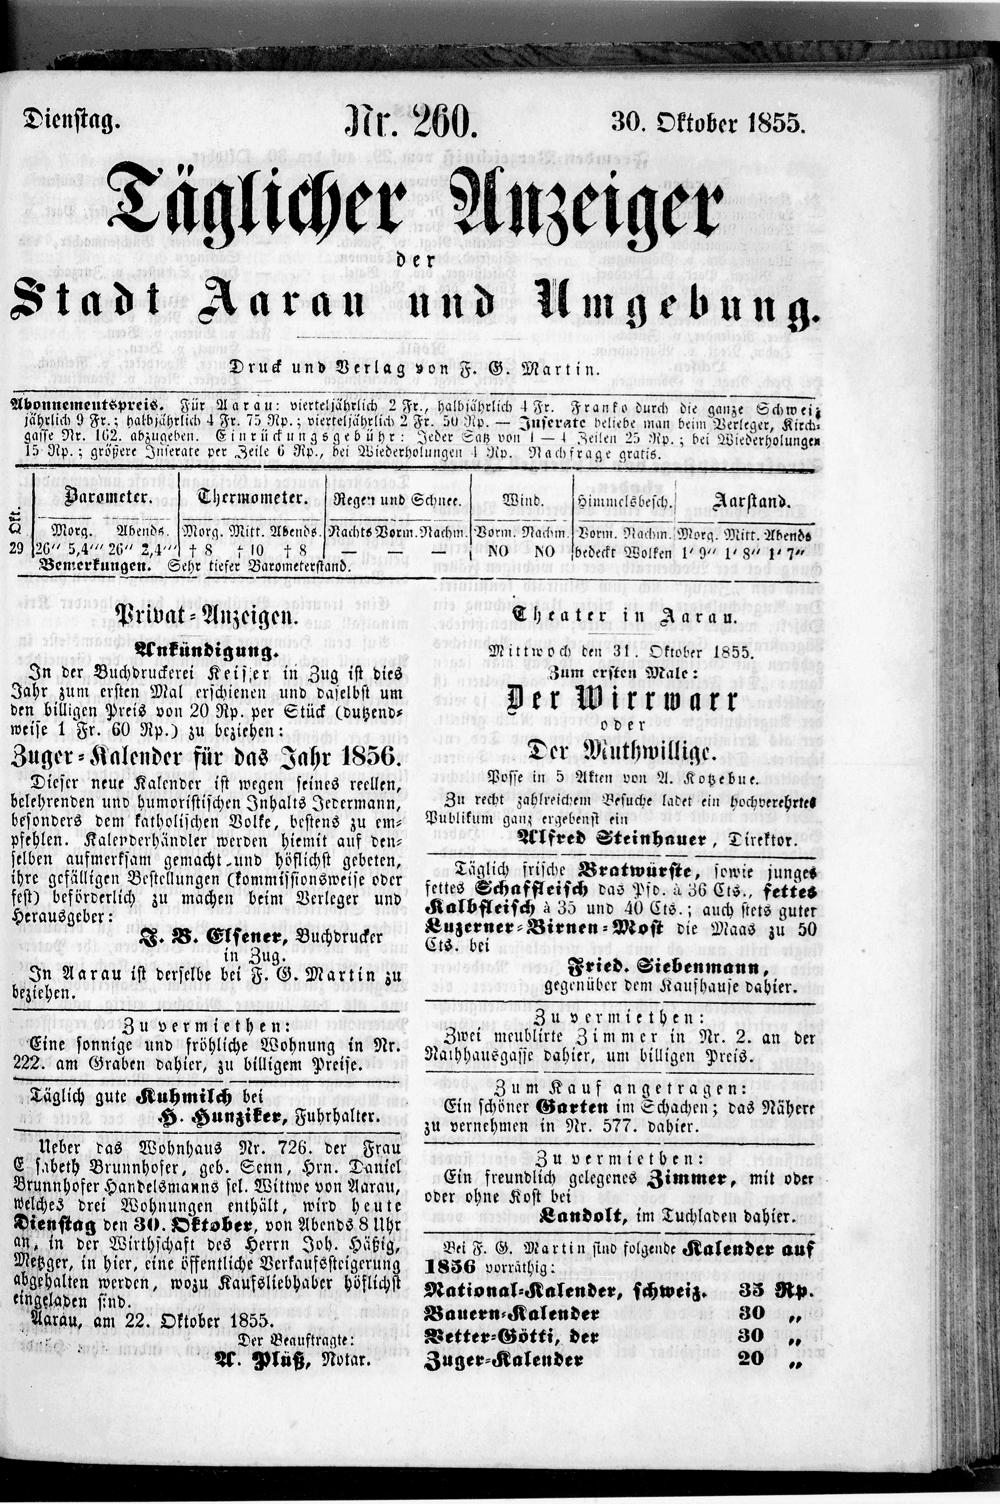 Dienstag. Nr. 260. 30. Oktober 1855.
Täglicher Anzeiger
der
Stadt Aarau und Umgebung.
Druck und Verlag von F. G. Martin.
Abonnementspreis. Für Aarau: vierteljährlich 2 Fr., halbjährlich 4 Fr. Franko durch die ganze Schweiz
jährlich 9 Fr.; halbjährlich 4 Fr. 75 Rp.; vierteljährlich 2 Fr. 50 Rp. — Inserate beliebe man beim Verleger, Kirch-
gasse Nr. 162. abzugeben. Einrückungsgebühr: Jeder Satz von 1 — 4 Zeilen 25 Rp.; bei Wiederholungen
15 Rp.; größere Inserate per Zeile 6 Rp., bei Wiederholungen 4 Rp. Nachfrage gratis.
Okt. Barometer. Thermometer. Regen und Schnee. Wind. Himmelsbesch. Aarstand.
Morg. Abends. Morg. Mitt. Abends. Nachts Vorm. Nachm. Vorm. Nachm. Vorm. Nachm. Morg. Mitt. Abends
29 26'' 5,4''' 26'' 2,4''' † 8 † 10 † 8 — — — NO NO bedeckt Wolken 1' 9'' 1' 8'' 1' 7''
Bemerkungen. Sehr tiefer Barometerstand.
Privat-Anzeigen.
Ankündigung.
In der Buchdruckerei Keiser in Zug ist dies
Jahr zum ersten Mal erschienen und daselbst um
den billigen Preis von 20 Rp. per Stück (dutzend-
weise 1 Fr. 60 Rp.) zu beziehen:
Zuger-Kalender für das Jahr 1856.
Dieser neue Kalender ist wegen seines reellen,
belehrenden und humoristischen Inhalts Jedermann,
besonders dem katholischen Volke, bestens zu em-
pfehlen. Kalenderhändler werden hiemit auf den-
selben aufmerksam gemacht und höflichst gebeten,
ihre gefälligen Bestellungen (kommissionsweise oder
fest) beförderlich zu machen beim Verleger und
Herausgeber:
J. B. Elsener, Buchdrucker
in Zug.
In Aarau ist derselbe bei F. G. Martin zu
beziehen.
Zu vermiethen:
Eine sonnige und fröhliche Wohnung in Nr.
222. am Graben dahier, zu billigem Preise.
Täglich gute Kuhmilch bei
H. Hunziker, Fuhrhalter.
Ueber das Wohnhaus Nr. 726. der Frau
E sabeth Brunnhofer, geb. Senn, Hrn. Daniel
Brunnhofer Handelsmanns sel. Wittwe von Aarau,
welches drei Wohnungen enthält, wird heute
Dienstag den 30. Oktober, von Abends 8 Uhr
an, in der Wirthschaft des Herrn Joh. Häßig,
Metzger, in hier, eine öffentliche Verkaufssteigerung
abgehalten werden, wozu Kaufsliebhaber höflichst
eingeladen sind.
Aarau, am 22. Oktober 1855.
Der Beauftragte:
A. Plüß, Notar.
Theater in Aarau.
Mittwoch den 31. Oktober 1855.
Zum ersten Male:
Der Wirrwarr
oder
Der Muthwillige.
Posse in 5 Akten von A. Kotzebue.
Zu recht zahlreichem Besuche ladet ein hochverehrtes
Publikum ganz ergebenst ein
Alfred Steinhauer, Direktor.
Täglich frische Bratwürste, sowie junges
fettes Schaffleisch das Pfd. à 36 Cts., fettes
Kalbfleisch à 35 und 40 Cts.; auch stets guter
Luzerner-Birnen-Most die Maas zu 50
Cts. bei
Fried. Siebenmann,
gegenüber dem Kaufhause dahier.
Zu vermiethen:
Zwei meublirte Zimmer in Nr. 2. an der
Rathhausgasse dahier, um billigen Preis.
Zum Kauf angetragen:
Ein schöner Garten im Schachen; das Nähere
zu vernehmen in Nr. 577. dahier.
Zu vermiethen:
Ein freundlich gelegenes Zimmer, mit oder
oder ohne Kost bei
Landolt, im Tuchladen dahier.
Bei F. G. Martin sind folgende Kalender auf
1856 vorräthig:
National-Kalender, schweiz. 35 Rp.
Bauern-Kalender 30 „
Vetter-Götti, der 30 „
Zuger-Kalender 20 „